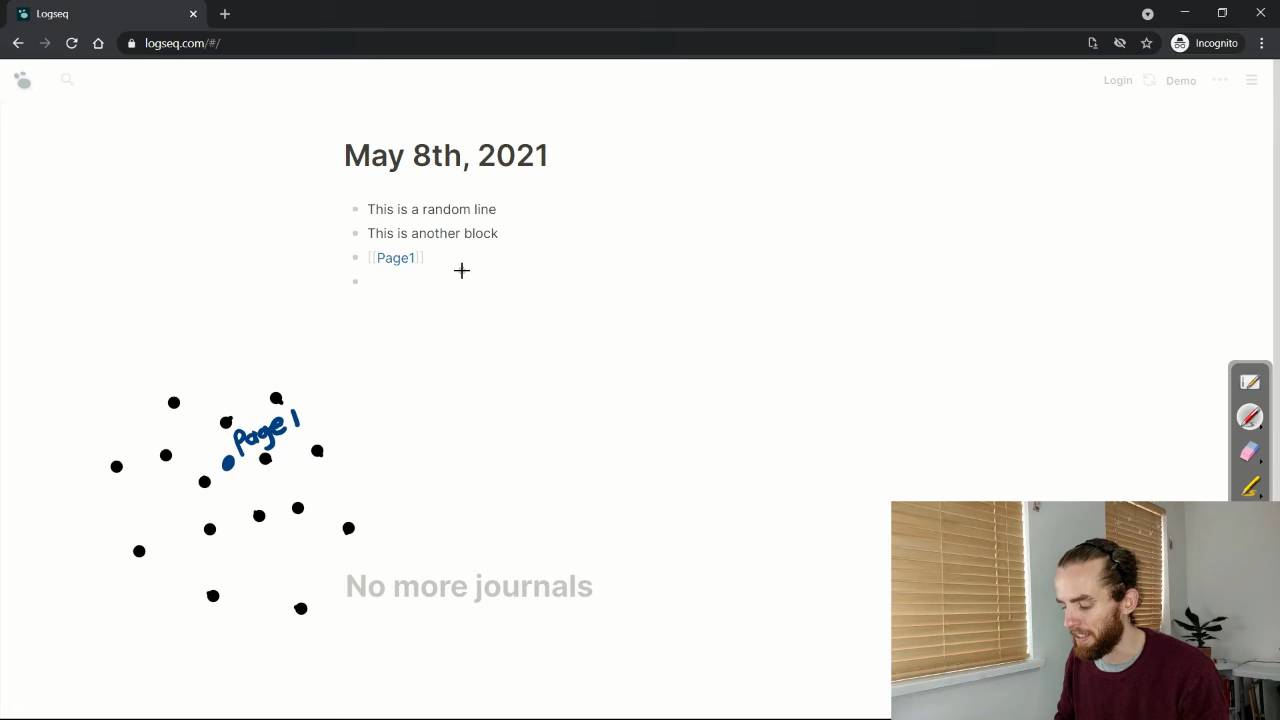 Logseq
logseq.com/#/
Incognito
Login
Demo
May 8th, 2021
This is a random line
This is another block
[[Page1]]
Page 1
No more journals